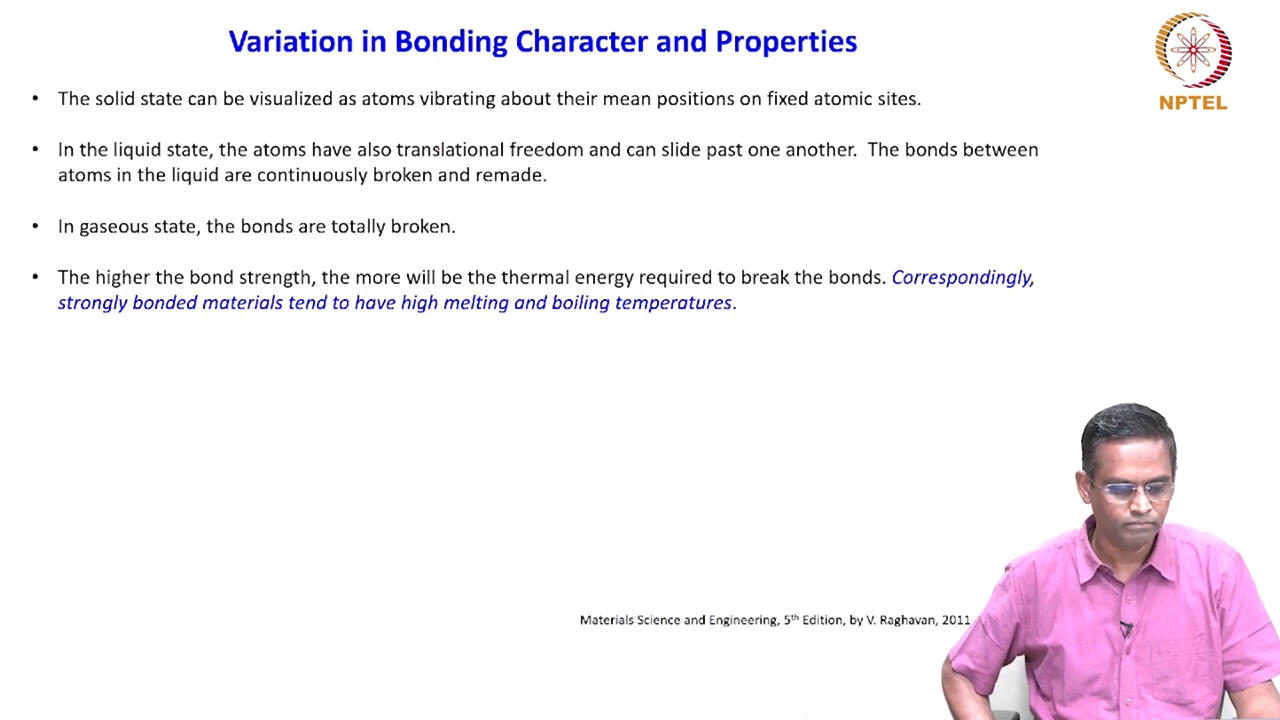 Variation in Bonding Character and Properties
NPTEL
• The solid state can be visualized as atoms vibrating about their mean positions on fixed atomic sites.
• In the liquid state, the atoms have also translational freedom and can slide past one another. The bonds between
atoms in the liquid are continuously broken and remade.
• In gaseous state, the bonds are totally broken.
• The higher the bond strength, the more will be the thermal energy required to break the bonds. Correspondingly,
strongly bonded materials tend to have high melting and boiling temperatures.
Materials Science and Engineering, 5th Edition, by V. Raghavan, 2011